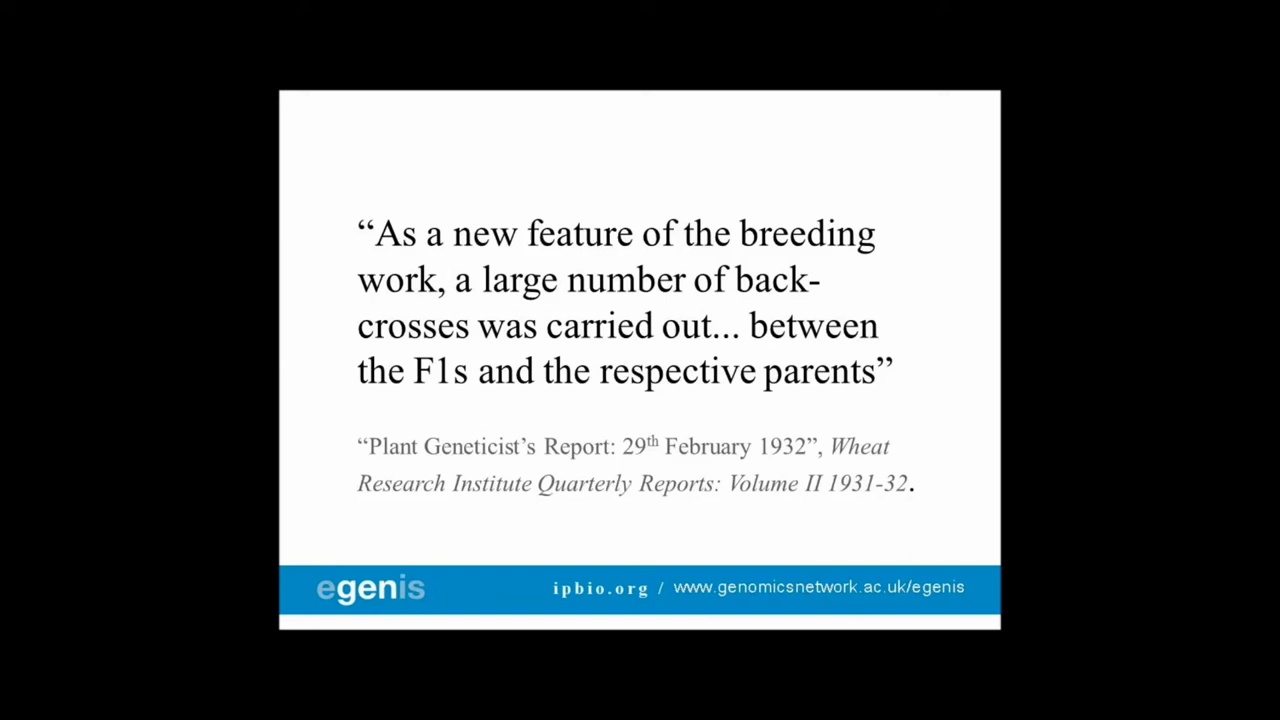 “As a new feature of the breeding
work, a large number of back-
crosses was carried out... between
the F1s and the respective parents”
“Plant Geneticist’s Report: 29th February 1932”, Wheat
Research Institute Quarterly Reports: Volume II 1931-32.
egenis
ipbio.org / www.genomicsnetwork.ac.uk/egenis